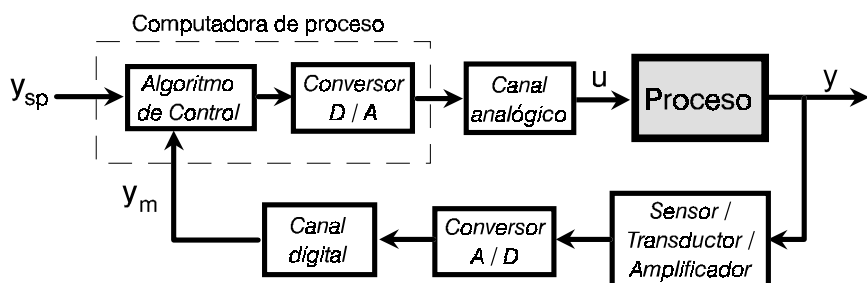 Computadora de proceso
y_sp
Algoritmo
de Control
Conversor
D / A
Canal
analógico
u
Proceso
y
y_m
Canal
digital
Conversor
A / D
Sensor /
Transductor /
Amplificador